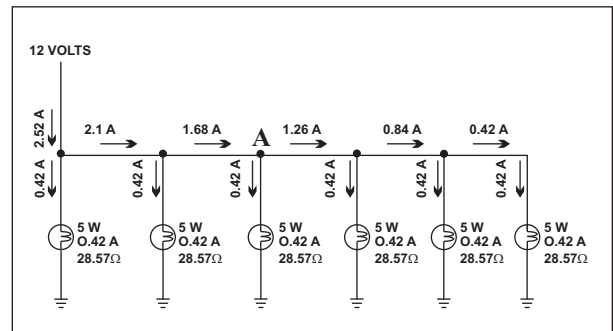 12 VOLTS
2.52 A
2.1 A
1.68 A
A
1.26 A
0.84 A
0.42 A
0.42 A
0.42 A
0.42 A
0.42 A
0.42 A
0.42 A
5 W
O.42 A
28.57Ω
5 W
O.42 A
28.57Ω
5 W
O.42 A
28.57Ω
5 W
O.42 A
28.57Ω
5 W
O.42 A
28.57Ω
5 W
O.42 A
28.57Ω